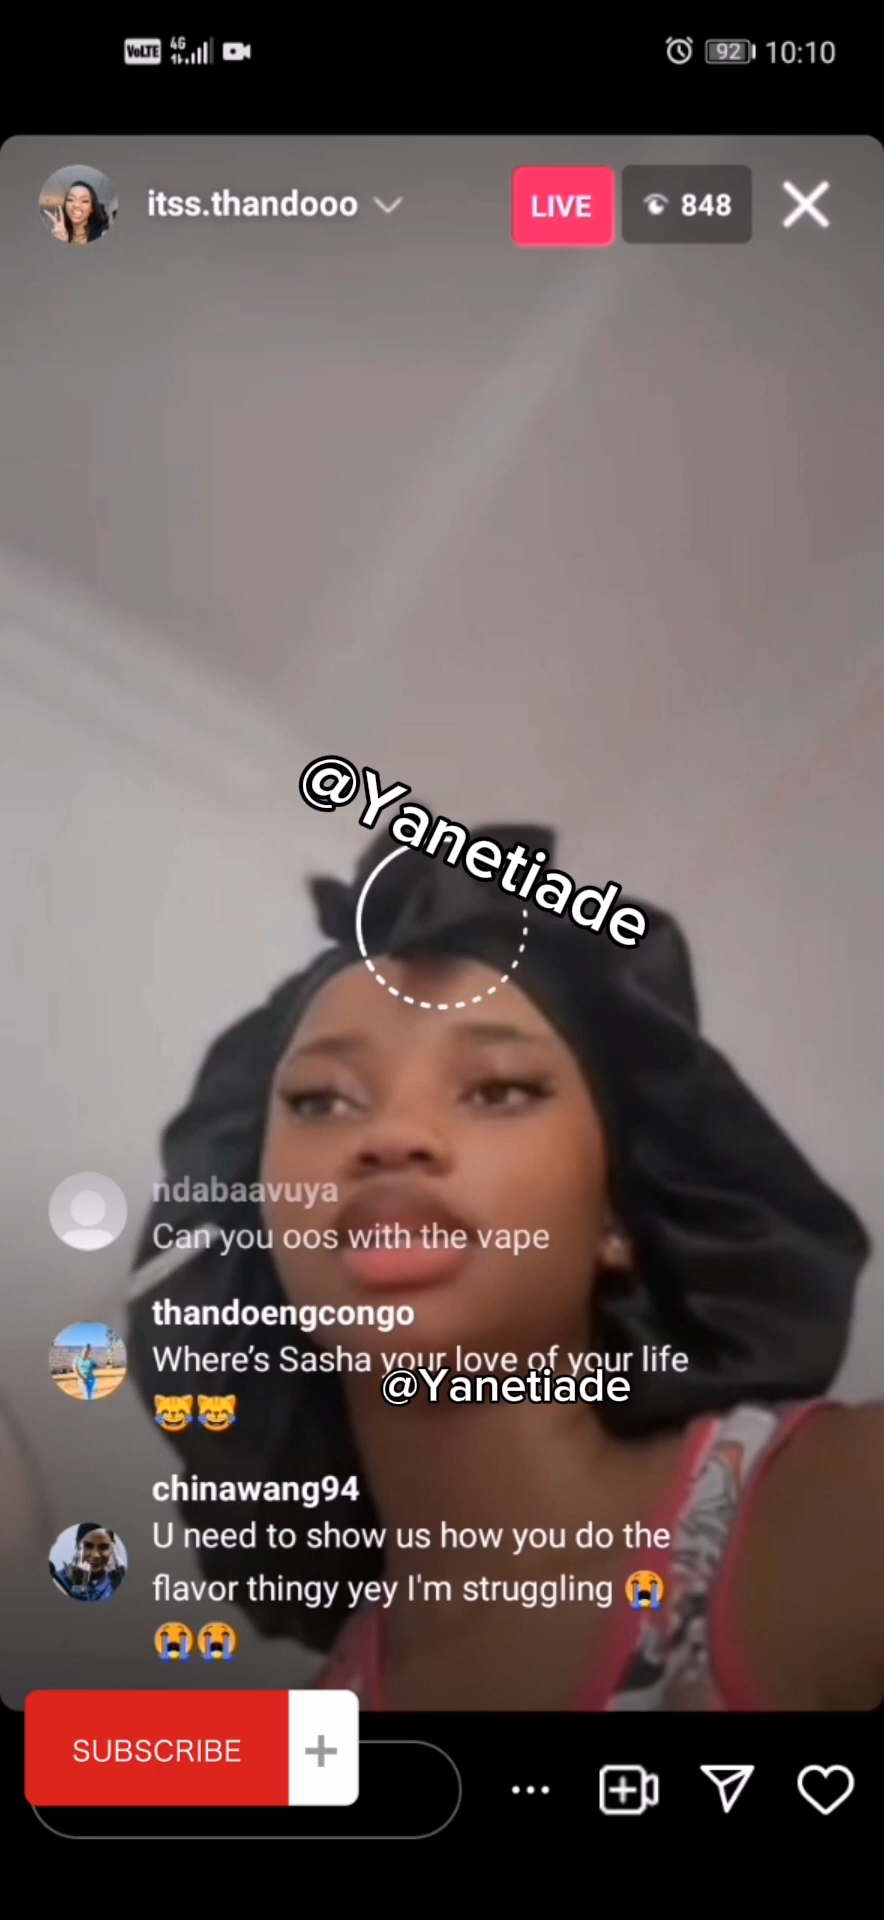 VoLTE 4G 92 10:10
itss.thandooo LIVE 848
@Yanetiade
ndabaavuya
Can you oos with the vape
thandoengcongo
Where's Sasha your love of your life
😹😹
@Yanetiade
chinawang94
U need to show us how you do the
flavor thingy yey I'm struggling 😭
😭😭
SUBSCRIBE